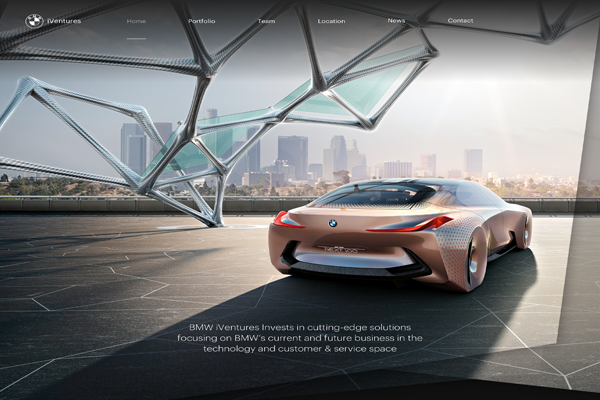 iVentures
Home
Portfolio
Team
Location
News
Contact
BMW iVentures Invests in cutting-edge solutions
focusing on BMW's current and future business in the
technology and customer & service space